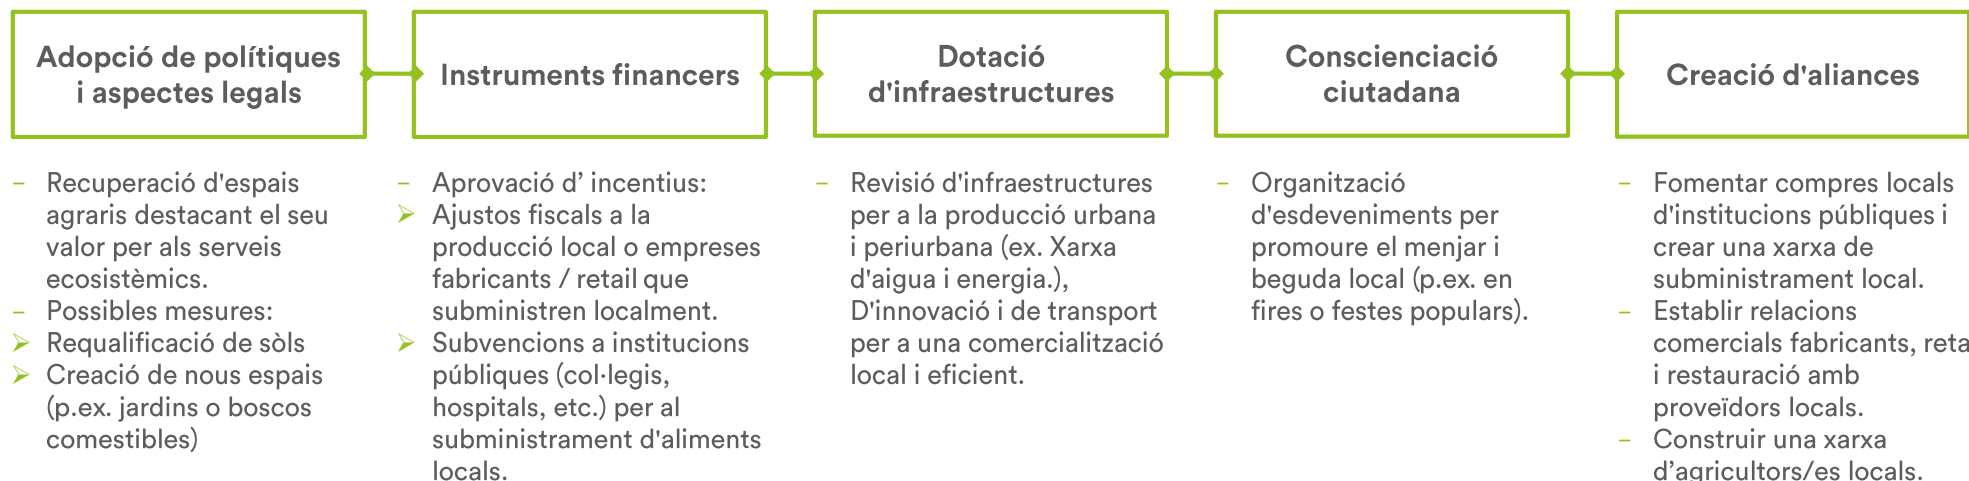 Adopció de polítiques
i aspectes legals
Instruments financers
Dotació
d'infraestructures
Conscienciació
ciutadana
Creació d'aliances
– Recuperació d'espais
agraris destacant el seu
valor per als serveis
ecosistèmics.
– Possibles mesures:
➢ Requalificació de sòls
➢ Creació de nous espais
(p.ex. jardins o boscos
comestibles)
– Aprovació d’ incentius:
➢ Ajustos fiscals a la
producció local o empreses
fabricants / retail que
subministren localment.
➢ Subvencions a institucions
públiques (col·legis,
hospitals, etc.) per al
subministrament d'aliments
locals.
– Revisió d'infraestructures
per a la producció urbana
i periurbana (ex. Xarxa
d'aigua i energia.),
D'innovació i de transport
per a una comercialització
local i eficient.
– Organització
d'esdeveniments per
promoure el menjar i
beguda local (p.ex. en
fires o festes populars).
– Fomentar compres locals
d'institucions públiques i
crear una xarxa de
subministrament local.
– Establir relacions
comercials fabricants, reta
i restauració amb
proveïdors locals.
– Construir una xarxa
d’agricultors/es locals.